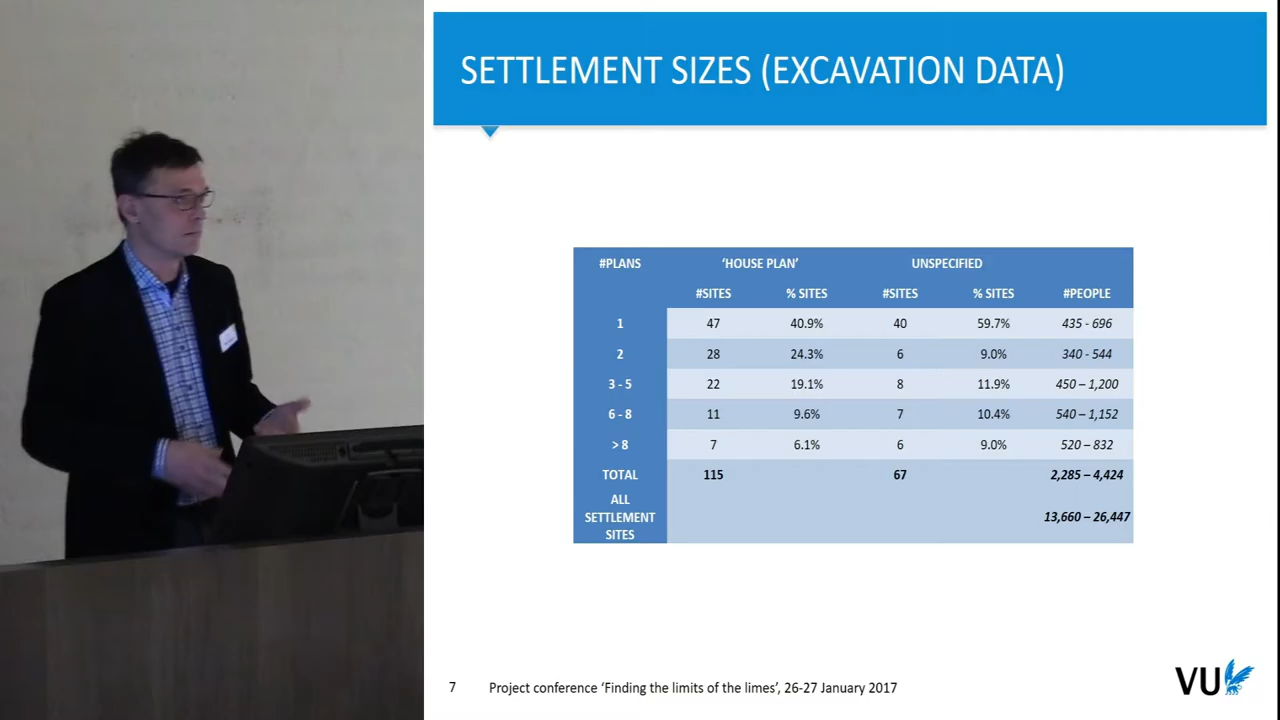 SETTLEMENT SIZES (EXCAVATION DATA)
#PLANS ‘HOUSE PLAN’ UNSPECIFIED
#SITES % SITES #SITES % SITES #PEOPLE
1 47 40.9% 40 59.7% 435 - 696
2 28 24.3% 6 9.0% 340 - 544
3 - 5 22 19.1% 8 11.9% 450 – 1,200
6 - 8 11 9.6% 7 10.4% 540 – 1,152
> 8 7 6.1% 6 9.0% 520 – 832
TOTAL 115 67 2,285 – 4,424
ALL
SETTLEMENT
SITES
13,660 – 26,447
7 Project conference ‘Finding the limits of the limes’, 26-27 January 2017
VU